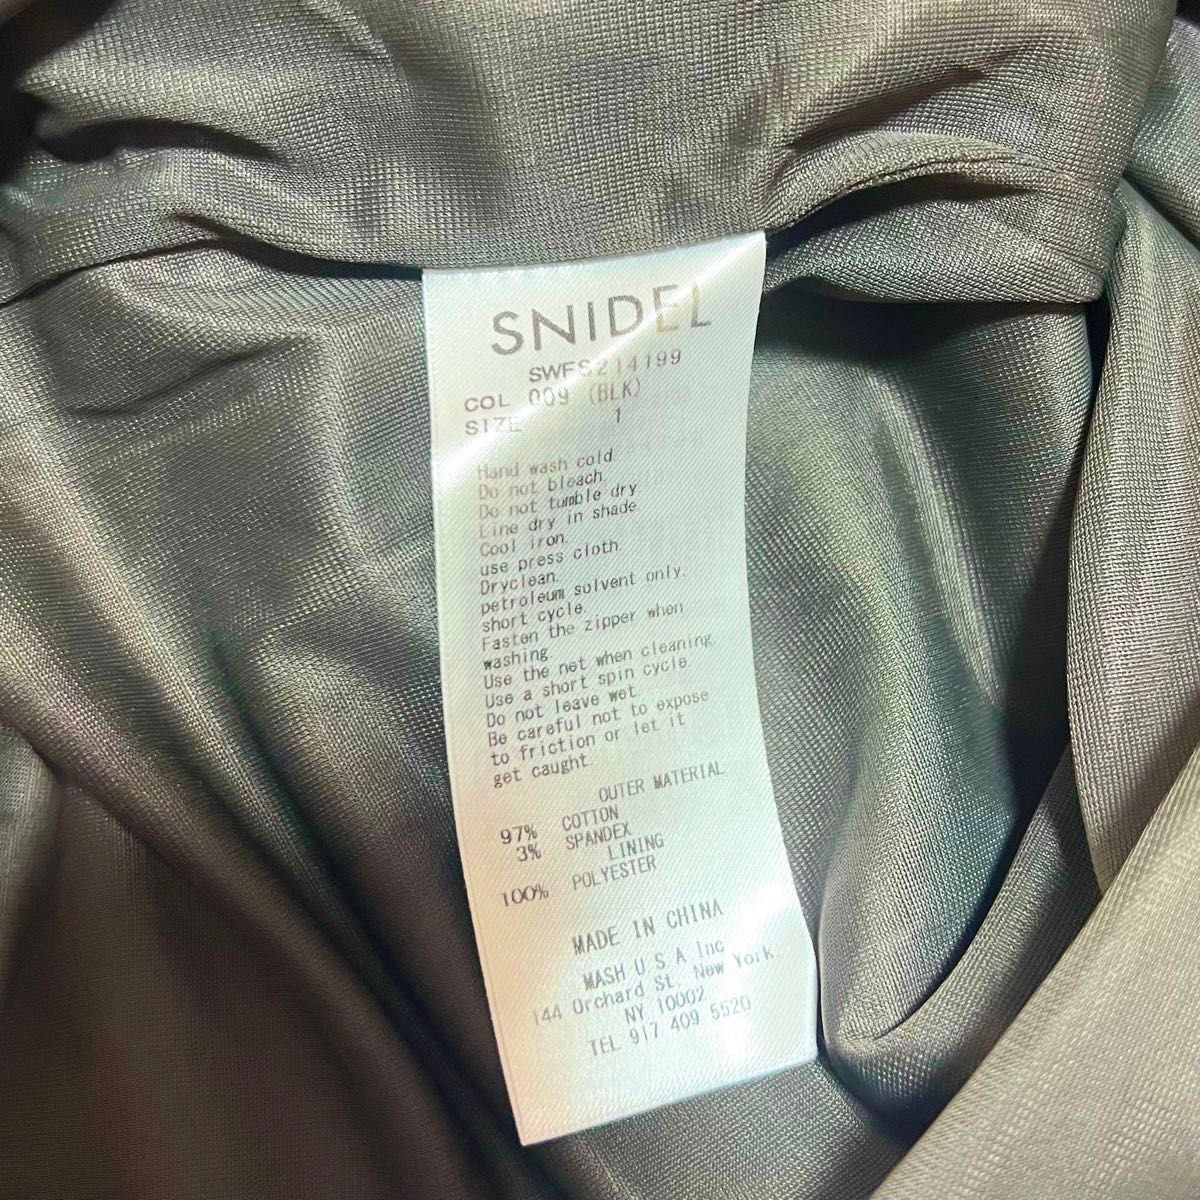 SNIDEL
SWFS214199
COL 009 (BLK)
SIZE 1
Hand wash cold
Do not bleach.
Do not tumble dry
Line dry in shade
Cool iron.
use press cloth.
Dryclean.
petroleum solvent only.
short cycle.
Fasten the zipper when
washing
Use the net when cleaning.
Use a short spin cycle.
Do not leave wet.
Be careful not to expose
to friction or let it
get caught.
OUTER MATERIAL
97% COTTON
3% SPANDEX
LINING
100% POLYESTER
MADE IN CHINA
MASH U S A Inc
144 Orchard St, New York.
NY 10002
TEL 917 409 5520